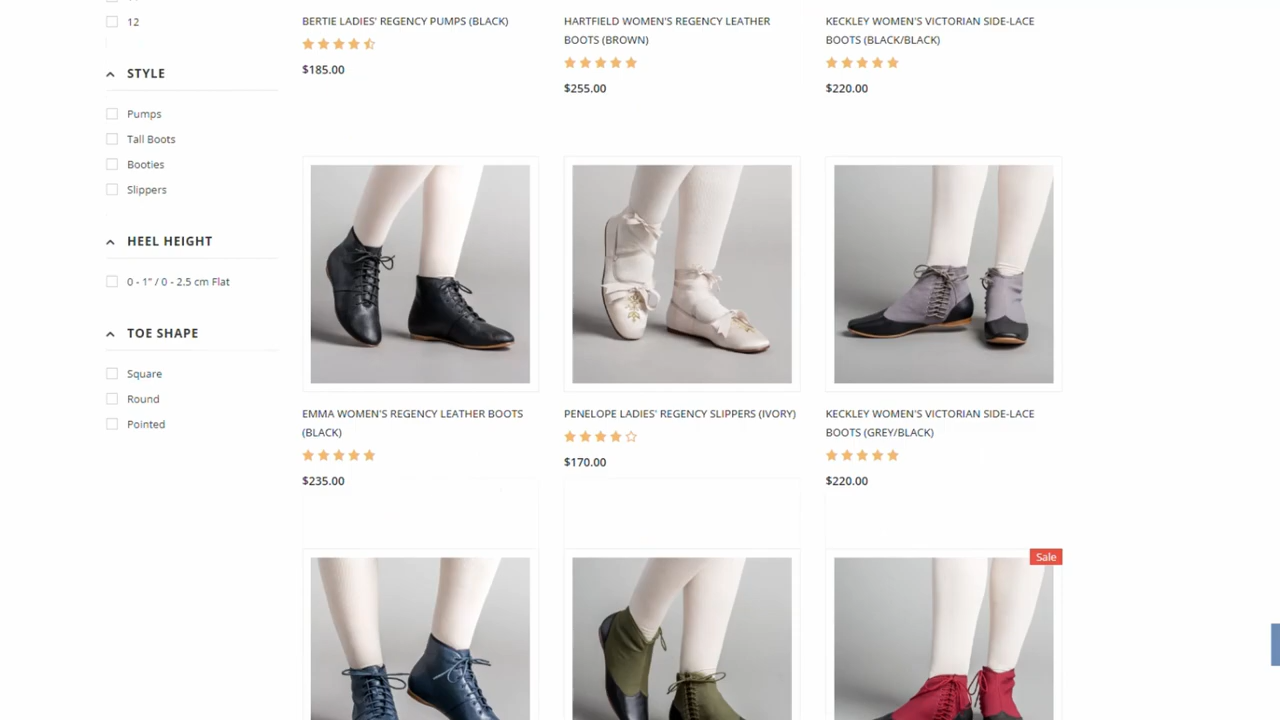 12
STYLE
Pumps
Tall Boots
Booties
Slippers
HEEL HEIGHT
0 - 1” / 0 - 2.5 cm Flat
TOE SHAPE
Square
Round
Pointed
BERTIE LADIES' REGENCY PUMPS (BLACK)
$185.00
HARTFIELD WOMEN'S REGENCY LEATHER
BOOTS (BROWN)
$255.00
KECKLEY WOMEN'S VICTORIAN SIDE-LACE
BOOTS (BLACK/BLACK)
$220.00
EMMA WOMEN'S REGENCY LEATHER BOOTS
(BLACK)
$235.00
PENELOPE LADIES' REGENCY SLIPPERS (IVORY)
$170.00
KECKLEY WOMEN'S VICTORIAN SIDE-LACE
BOOTS (GREY/BLACK)
$220.00
Sale